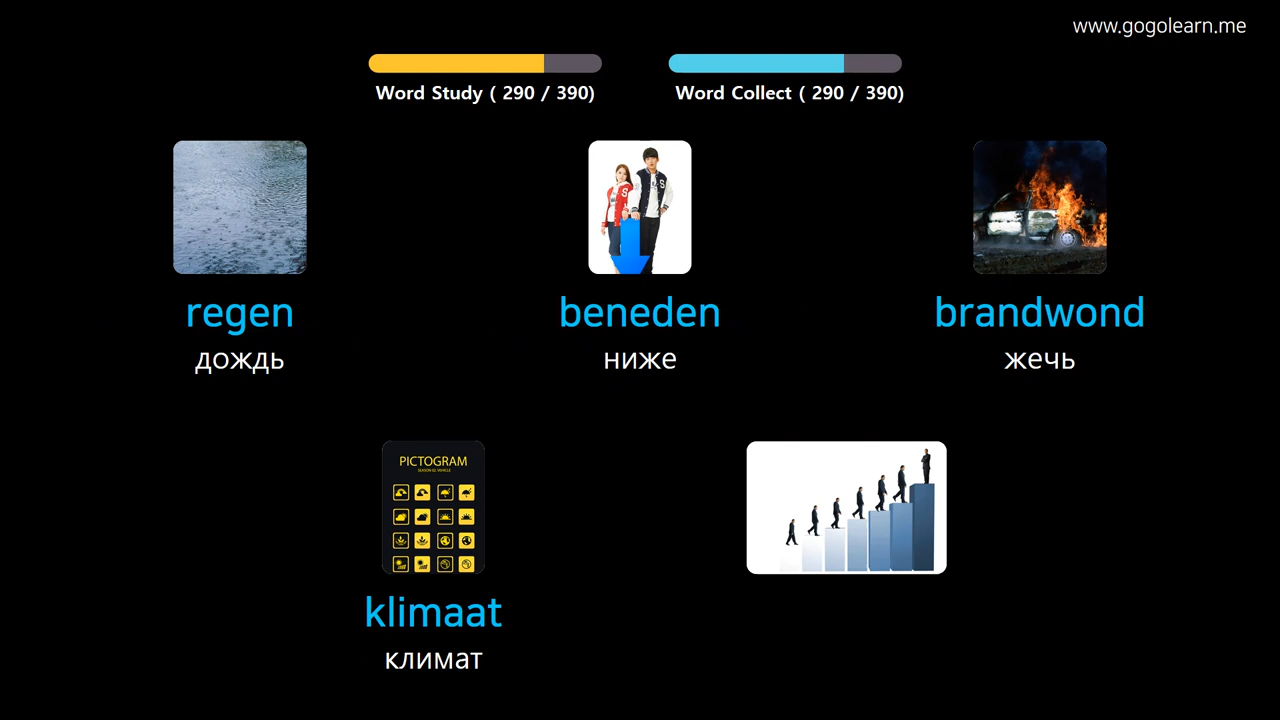 www.gogolearn.me
Word Study ( 290 / 390)
Word Collect ( 290 / 390)
regen
дождь
beneden
ниже
brandwond
жечь
PICTOGRAM
klimaat
климат